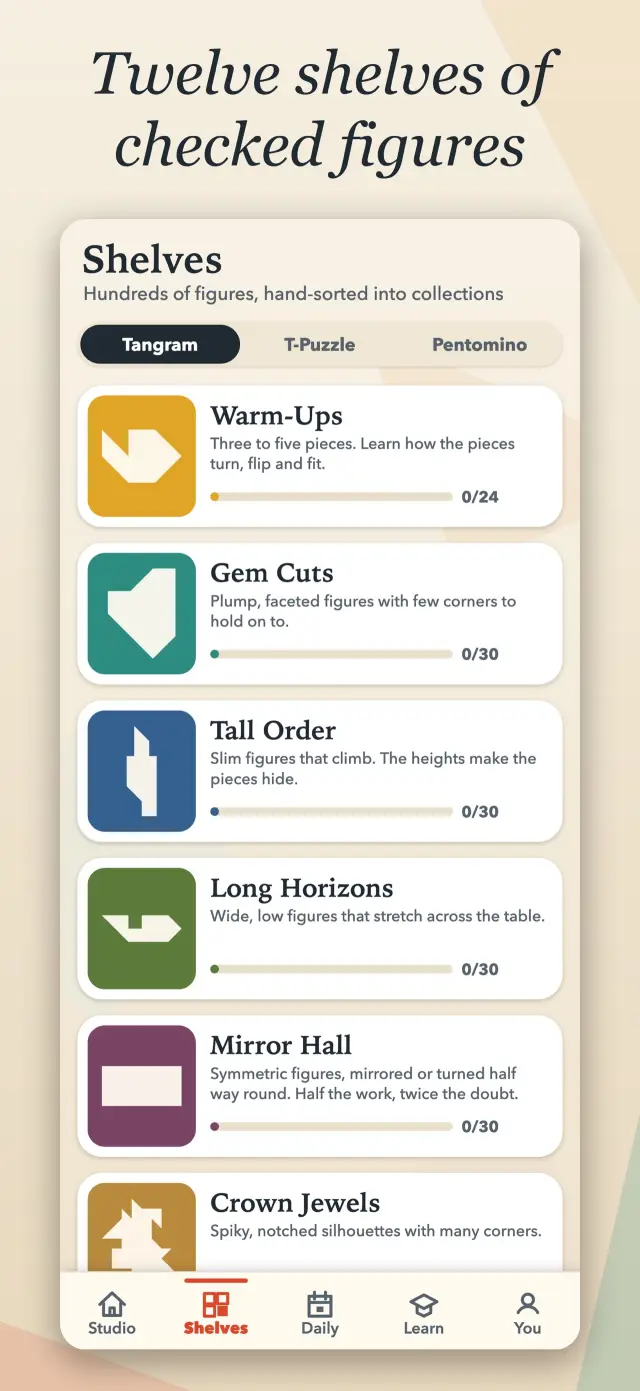 Twelve shelves of
checked figures
Shelves
Hundreds of figures, hand-sorted into collections
Tangram
T-Puzzle
Pentomino
Warm-Ups
Three to five pieces. Learn how the pieces
turn, flip and fit.
0/24
Gem Cuts
Plump, faceted figures with few corners to
hold on to.
0/30
Tall Order
Slim figures that climb. The heights make the
pieces hide.
0/30
Long Horizons
Wide, low figures that stretch across the table.
0/30
Mirror Hall
Symmetric figures, mirrored or turned half
way round. Half the work, twice the doubt.
0/30
Crown Jewels
Spiky, notched silhouettes with many corners.
Studio
Shelves
Daily
Learn
You